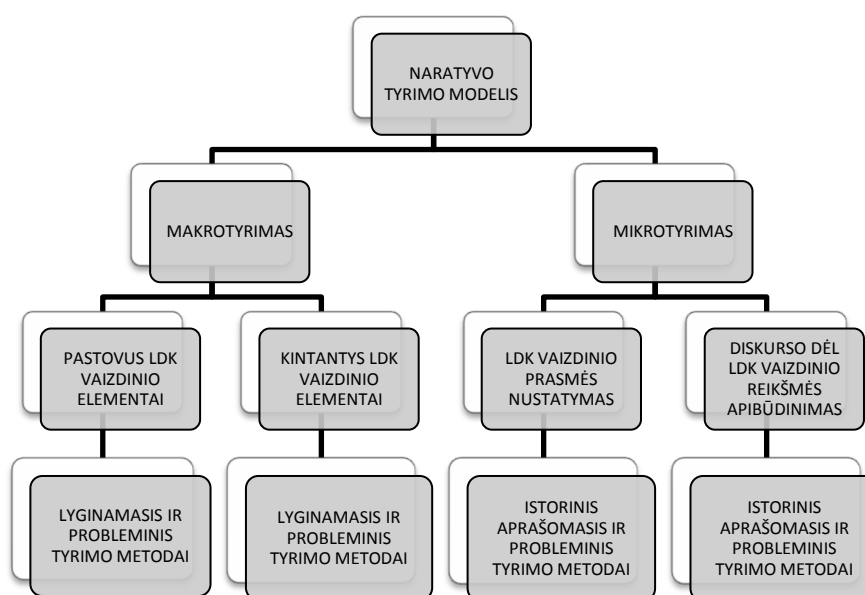 NARATYVO
TYRIMO MODELIS
MAKROTYRIMAS
MIKROTYRIMAS
PASTOVUS LDK
VAIZDINIO
ELEMENTAI
KINTANTYS LDK
VAIZDINIO
ELEMENTAI
LDK VAIZDINIO
PRASMĖS
NUSTATYMAS
DISKURSO DĖL
LDK VAIZDINIO
REIKŠMĖS
APIBŪDINIMAS
LYGINAMASIS IR
PROBLEMINIS
TYRIMO METODAI
LYGINAMASIS IR
PROBLEMINIS
TYRIMO METODAI
ISTORINIS
APRAŠOMASIS IR
PROBLEMINIS
TYRIMO METODAI
ISTORINIS
APRAŠOMASIS IR
PROBLEMINIS
TYRIMO METODAI